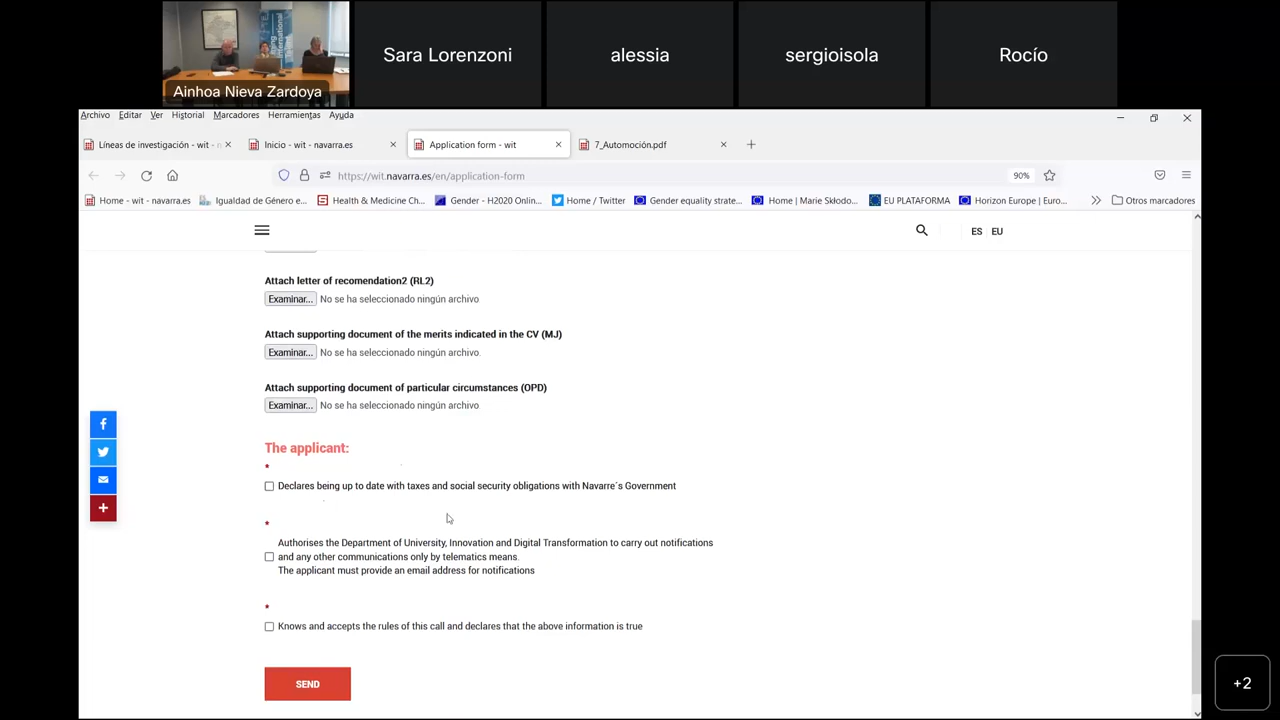 Ainhoa Nieva Zardoya
Sara Lorenzoni
alessia
sergioisola
Rocío
Archivo Editar Ver Historial Marcadores Herramientas Ayuda
Líneas de investigación - wit - n
Inicio - wit - navarra.es
Application form - wit
7_Automoción.pdf
https://wit.navarra.es/en/application-form
90%
Home - wit - navarra.es
Igualdad de Género e...
Health & Medicine Ch...
Gender - H2020 Onlin...
Home / Twitter
Gender equality strate...
Home | Marie Skłodo...
EU PLATAFORMA
Horizon Europe | Euro...
Otros marcadores
ES EU
Attach letter of recomendation2 (RL2)
Examinar... No se ha seleccionado ningún archivo.
Attach supporting document of the merits indicated in the CV (MJ)
Examinar... No se ha seleccionado ningún archivo.
Attach supporting document of particular circumstances (OPD)
Examinar... No se ha seleccionado ningún archivo.
The applicant:
*
Declares being up to date with taxes and social security obligations with Navarre´s Government
*
Authorises the Department of University, Innovation and Digital Transformation to carry out notifications
and any other communications only by telematics means.
The applicant must provide an email address for notifications
*
Knows and accepts the rules of this call and declares that the above information is true
SEND
+2